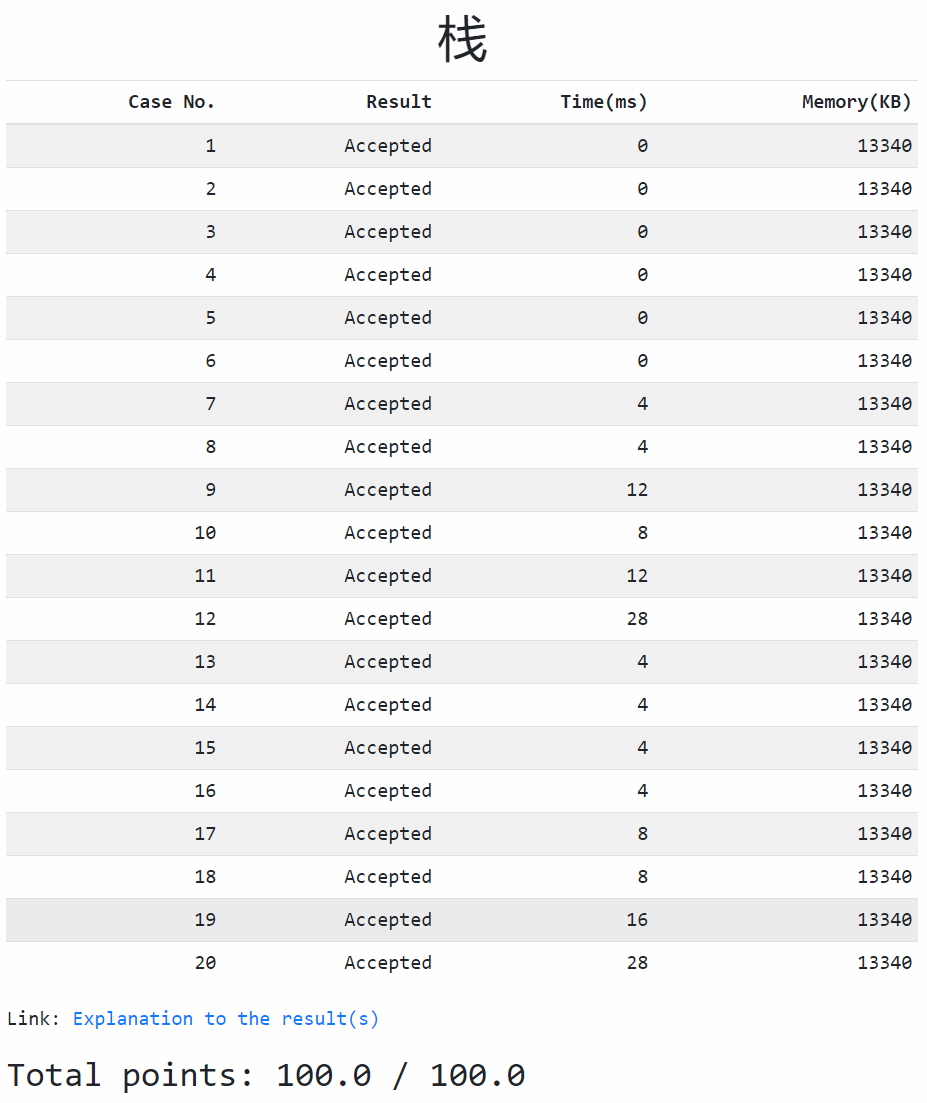 栈
Case No. Result Time(ms) Memory(KB)
1 Accepted 0 13340
2 Accepted 0 13340
3 Accepted 0 13340
4 Accepted 0 13340
5 Accepted 0 13340
6 Accepted 0 13340
7 Accepted 4 13340
8 Accepted 4 13340
9 Accepted 12 13340
10 Accepted 8 13340
11 Accepted 12 13340
12 Accepted 28 13340
13 Accepted 4 13340
14 Accepted 4 13340
15 Accepted 4 13340
16 Accepted 4 13340
17 Accepted 8 13340
18 Accepted 8 13340
19 Accepted 16 13340
20 Accepted 28 13340
Link: Explanation to the result(s)
Total points: 100.0 / 100.0